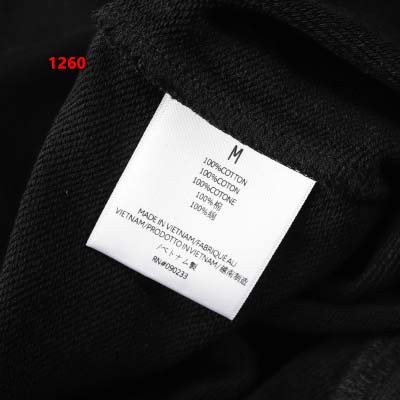 1260
M
100%COTTON
100%COTON
100%COTONE
100%棉
100%綿
MADE IN VIETNAM/FABRIQUÉ AU
VIETNAM/PRODOTTO IN VIETNAM/越南制造
/ベトナム製
RN#090233